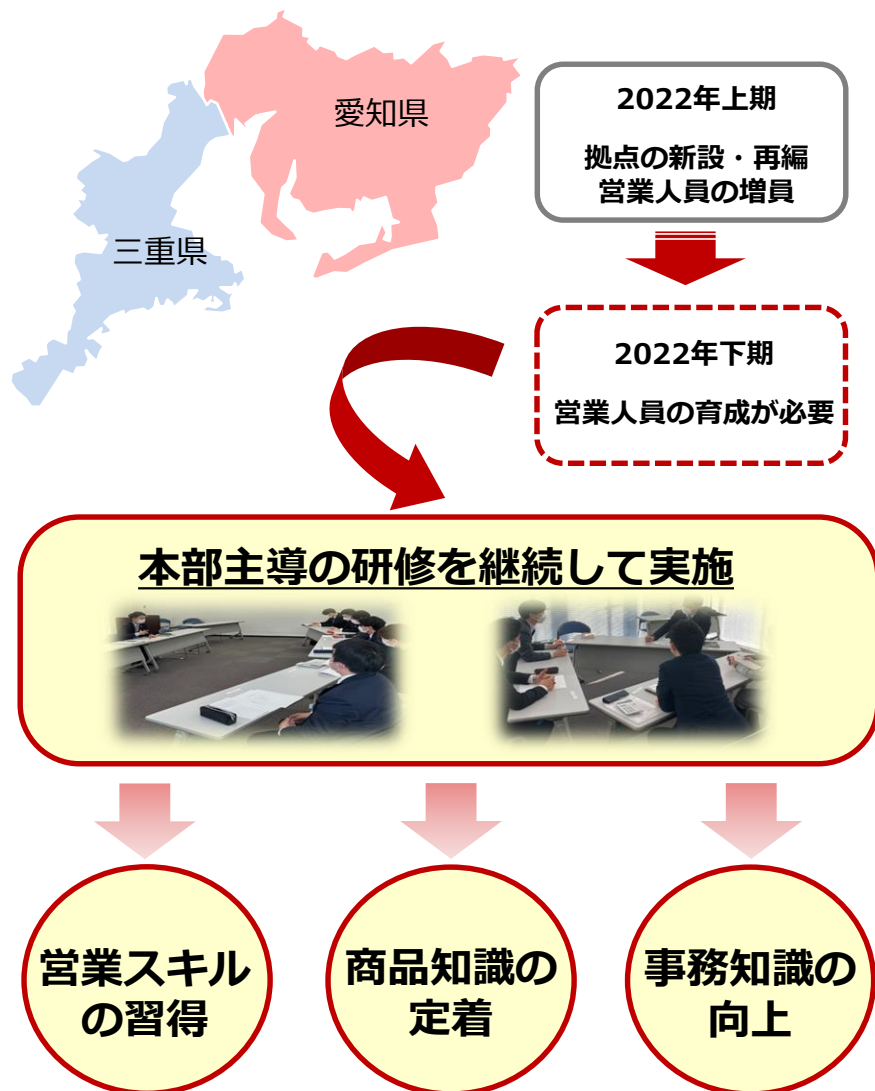 愛知県
三重県
2022年上期
拠点の新設・再編
営業人員の増員
2022年下期
営業人員の育成が必要
本部主導の研修を継続して実施
営業スキル
の習得
商品知識の
定着
事務知識の
向上